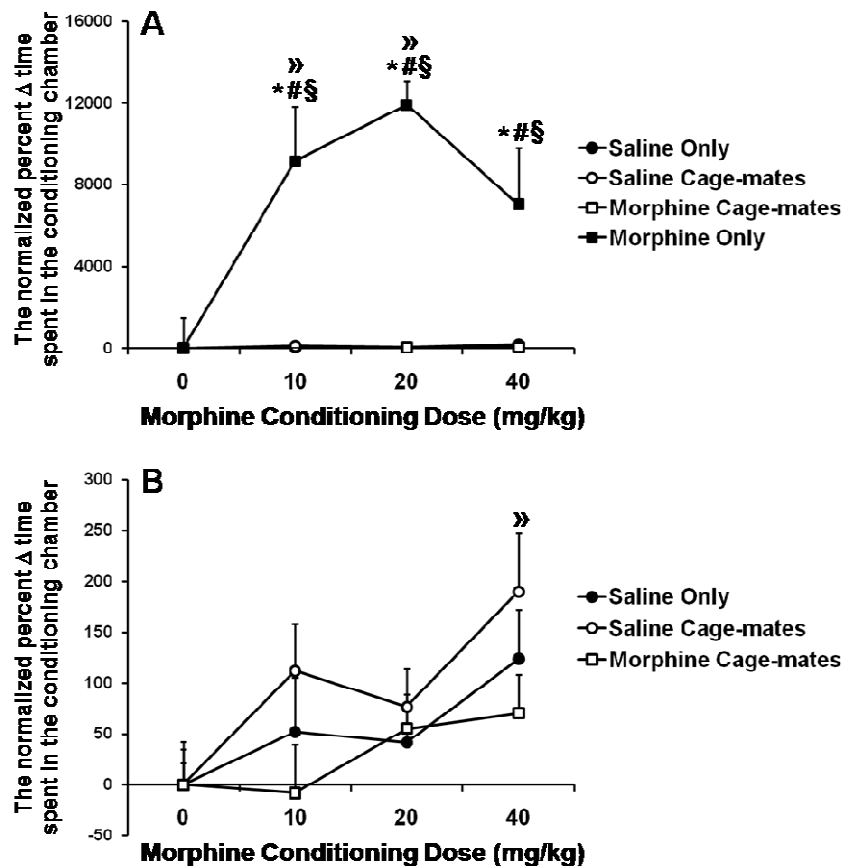 A
The normalized percent Δ time
spent in the conditioning chamber
16000
12000
8000
4000
0
»
*#§
»
*#§
*#§
0 10 20 40
Morphine Conditioning Dose (mg/kg)
Saline Only
Saline Cage-mates
Morphine Cage-mates
Morphine Only
B
The normalized percent Δ time
spent in the conditioning chamber
300
250
200
150
100
50
0
-50
»
0 10 20 40
Morphine Conditioning Dose (mg/kg)
Saline Only
Saline Cage-mates
Morphine Cage-mates